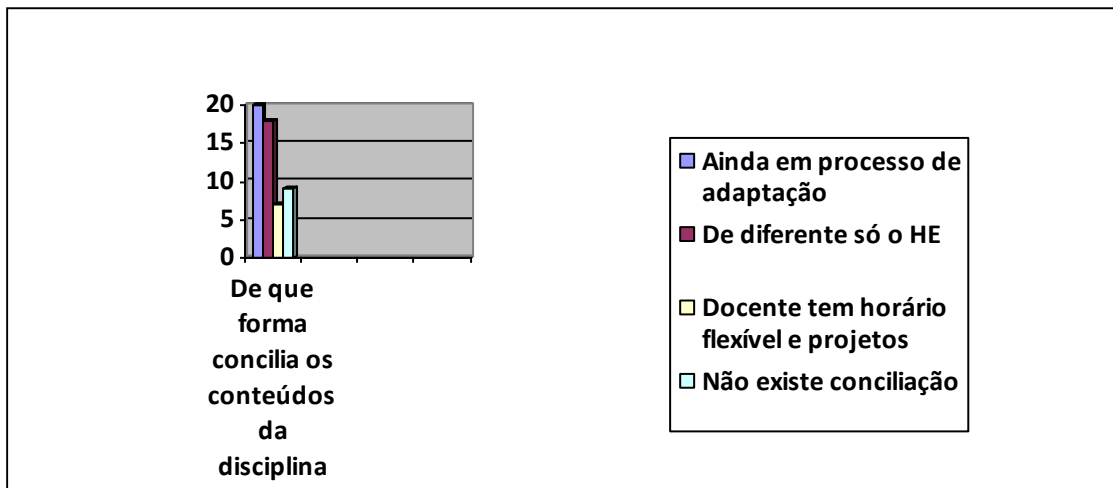 20
15
10
5
0
De que
forma
concilia os
conteúdos
da
disciplina
Ainda em processo de
adaptação
De diferente só o HE
Docente tem horário
flexível e projetos
Não existe conciliação